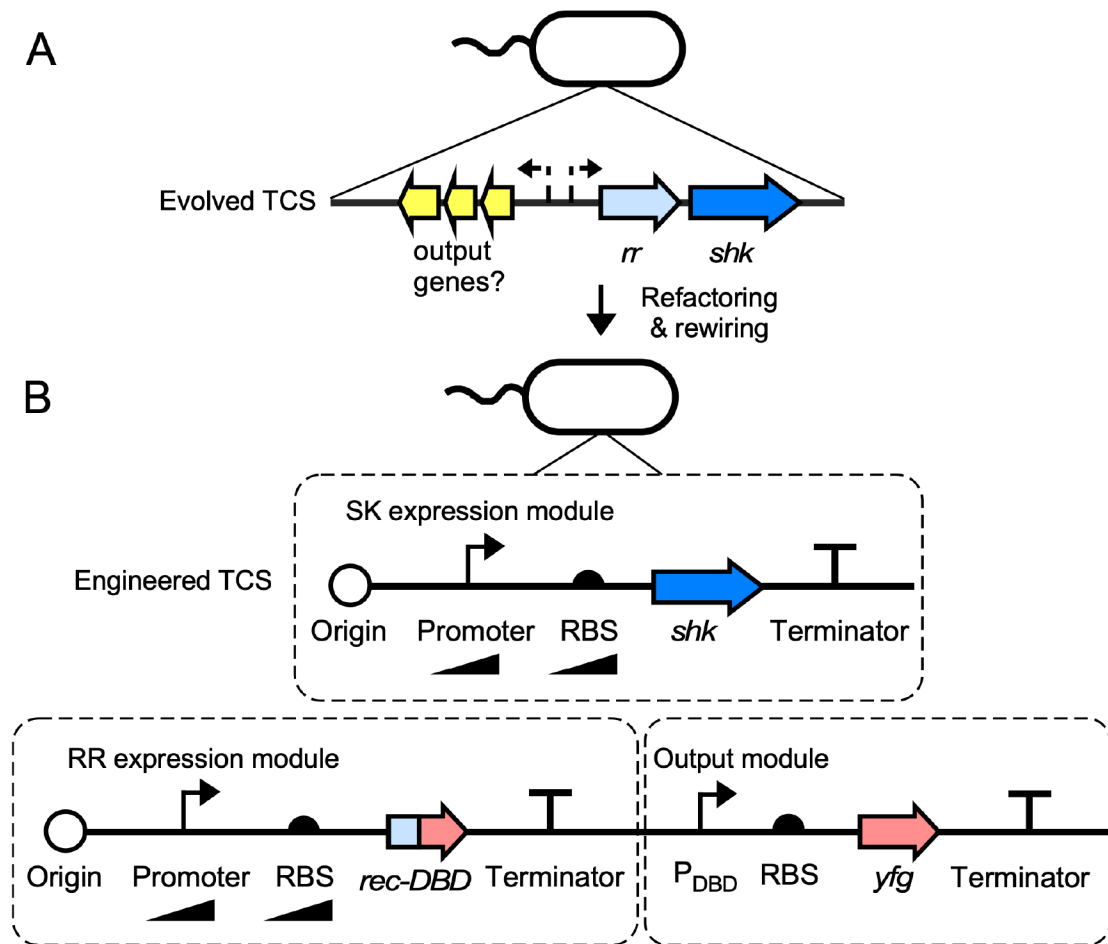 A
Evolved TCS
output
genes?
rr
shk
Refactoring
& rewiring
B
SK expression module
Engineered TCS
Origin
Promoter
RBS
shk
Terminator
RR expression module
Origin
Promoter
RBS
rec-DBD
Terminator
Output module
PDBD
RBS
yfg
Terminator